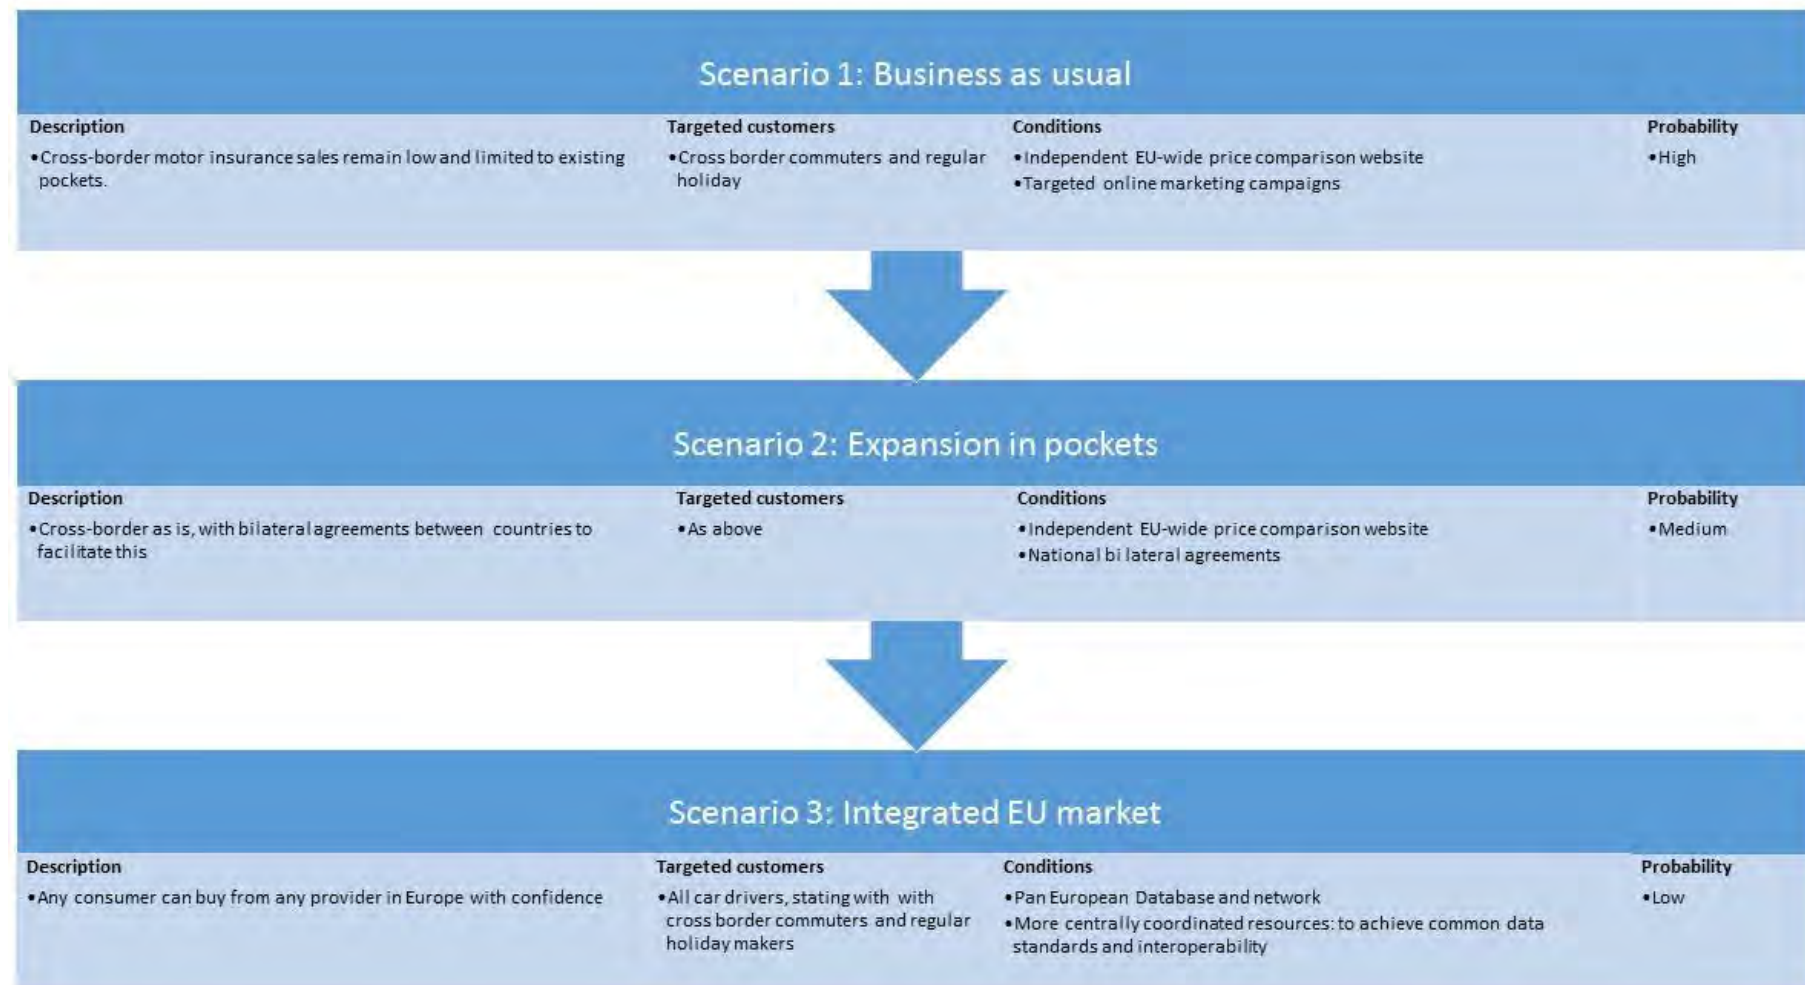 Scenario 1: Business as usual
Description
•Cross-border motor insurance sales remain low and limited to existing
pockets.
Targeted customers
•Cross border commuters and regular
holiday
Conditions
•Independent EU-wide price comparison website
•Targeted online marketing campaigns
Probability
•High
Scenario 2: Expansion in pockets
Description
•Cross-border as is, with bilateral agreements between countries to
facilitate this
Targeted customers
•As above
Conditions
•Independent EU-wide price comparison website
•National bi lateral agreements
Probability
•Medium
Scenario 3: Integrated EU market
Description
•Any consumer can buy from any provider in Europe with confidence
Targeted customers
•All car drivers, stating with with
cross border commuters and regular
holiday makers
Conditions
•Pan European Database and network
•More centrally coordinated resources: to achieve common data
standards and interoperability
Probability
•Low